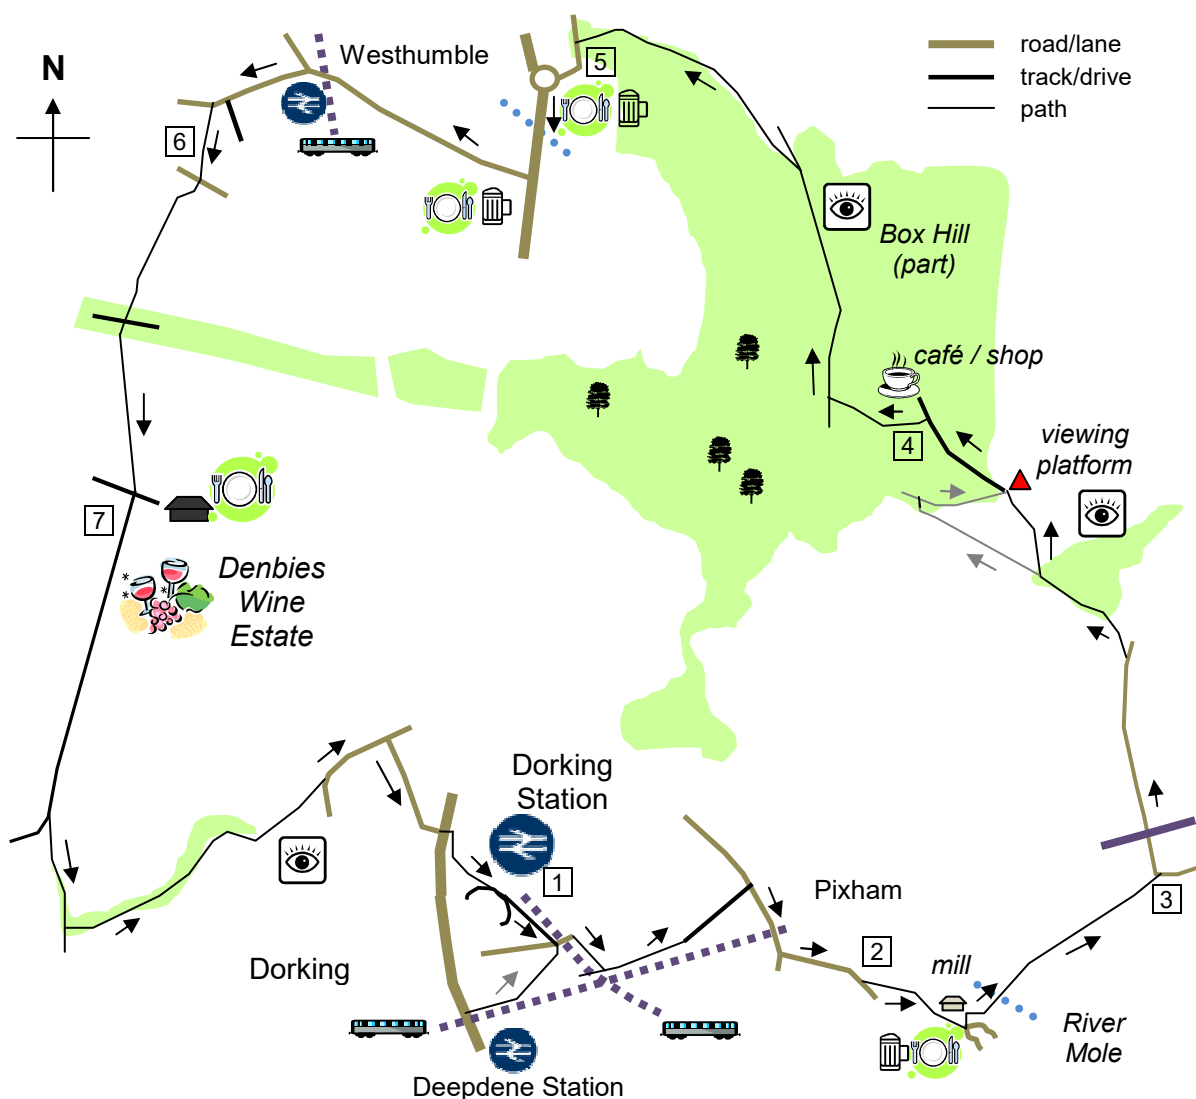 N
Westhumble
5
road/lane
track/drive
path
6
Box Hill
(part)
café / shop
4
viewing
platform
7
Denbies
Wine
Estate
Dorking
Station
1
Pixham
3
2
mill
Dorking
River
Mole
Deepdene Station